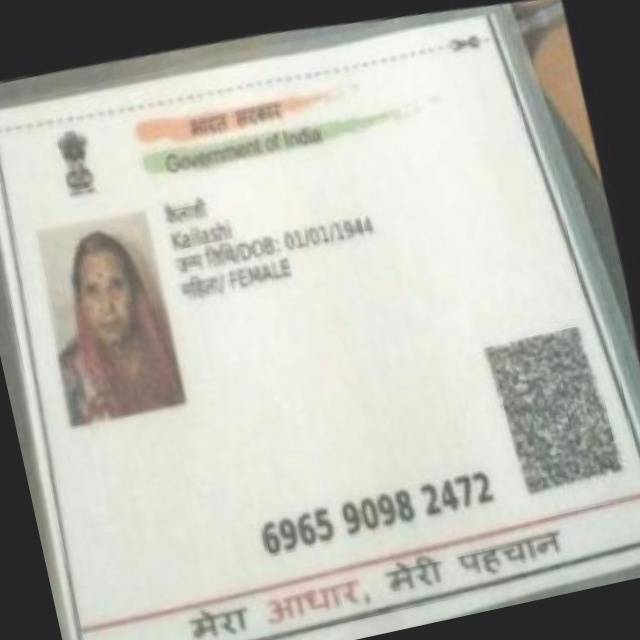 भारत सरकार
Government of India
कैलाशी
Kailashi
जन्म तिथि/DOB: 01/01/1944
महिला/ FEMALE
6965 9098 2472
मेरा आधार, मेरी पहचान